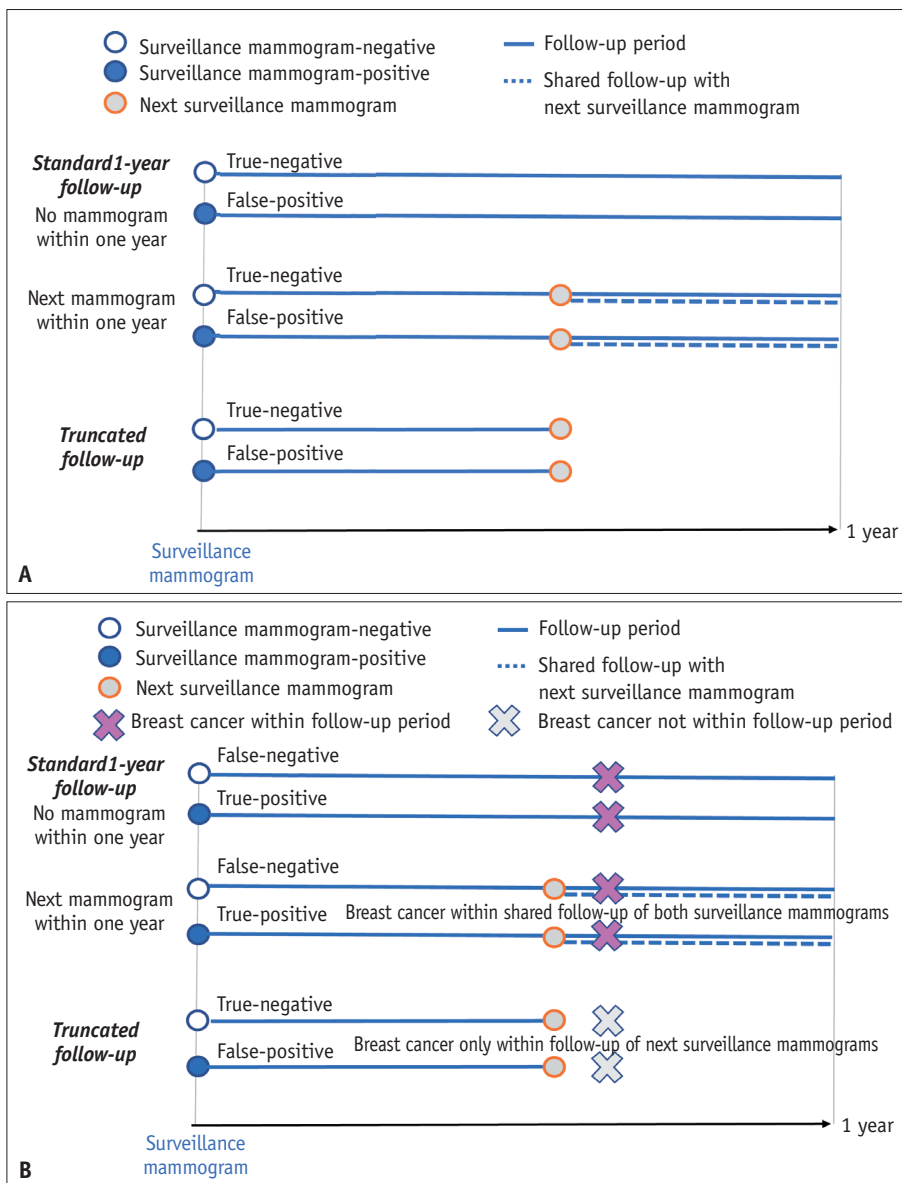 Surveillance mammogram-negative
Surveillance mammogram-positive
Next surveillance mammogram
Follow-up period
Shared follow-up with
next surveillance mammogram
Standard1-year
follow-up
No mammogram
within one year
True-negative
False-positive
Next mammogram
within one year
True-negative
False-positive
Truncated
follow-up
True-negative
False-positive
1 year
Surveillance
mammogram
A
Surveillance mammogram-negative
Surveillance mammogram-positive
Next surveillance mammogram
Follow-up period
Shared follow-up with
next surveillance mammogram
Breast cancer within follow-up period
Breast cancer not within follow-up period
Standard1-year
follow-up
No mammogram
within one year
False-negative
True-positive
Next mammogram
within one year
False-negative
True-positive
Breast cancer within shared follow-up of both surveillance mammograms
Truncated
follow-up
True-negative
False-positive
Breast cancer only within follow-up of next surveillance mammograms
1 year
Surveillance
mammogram
B